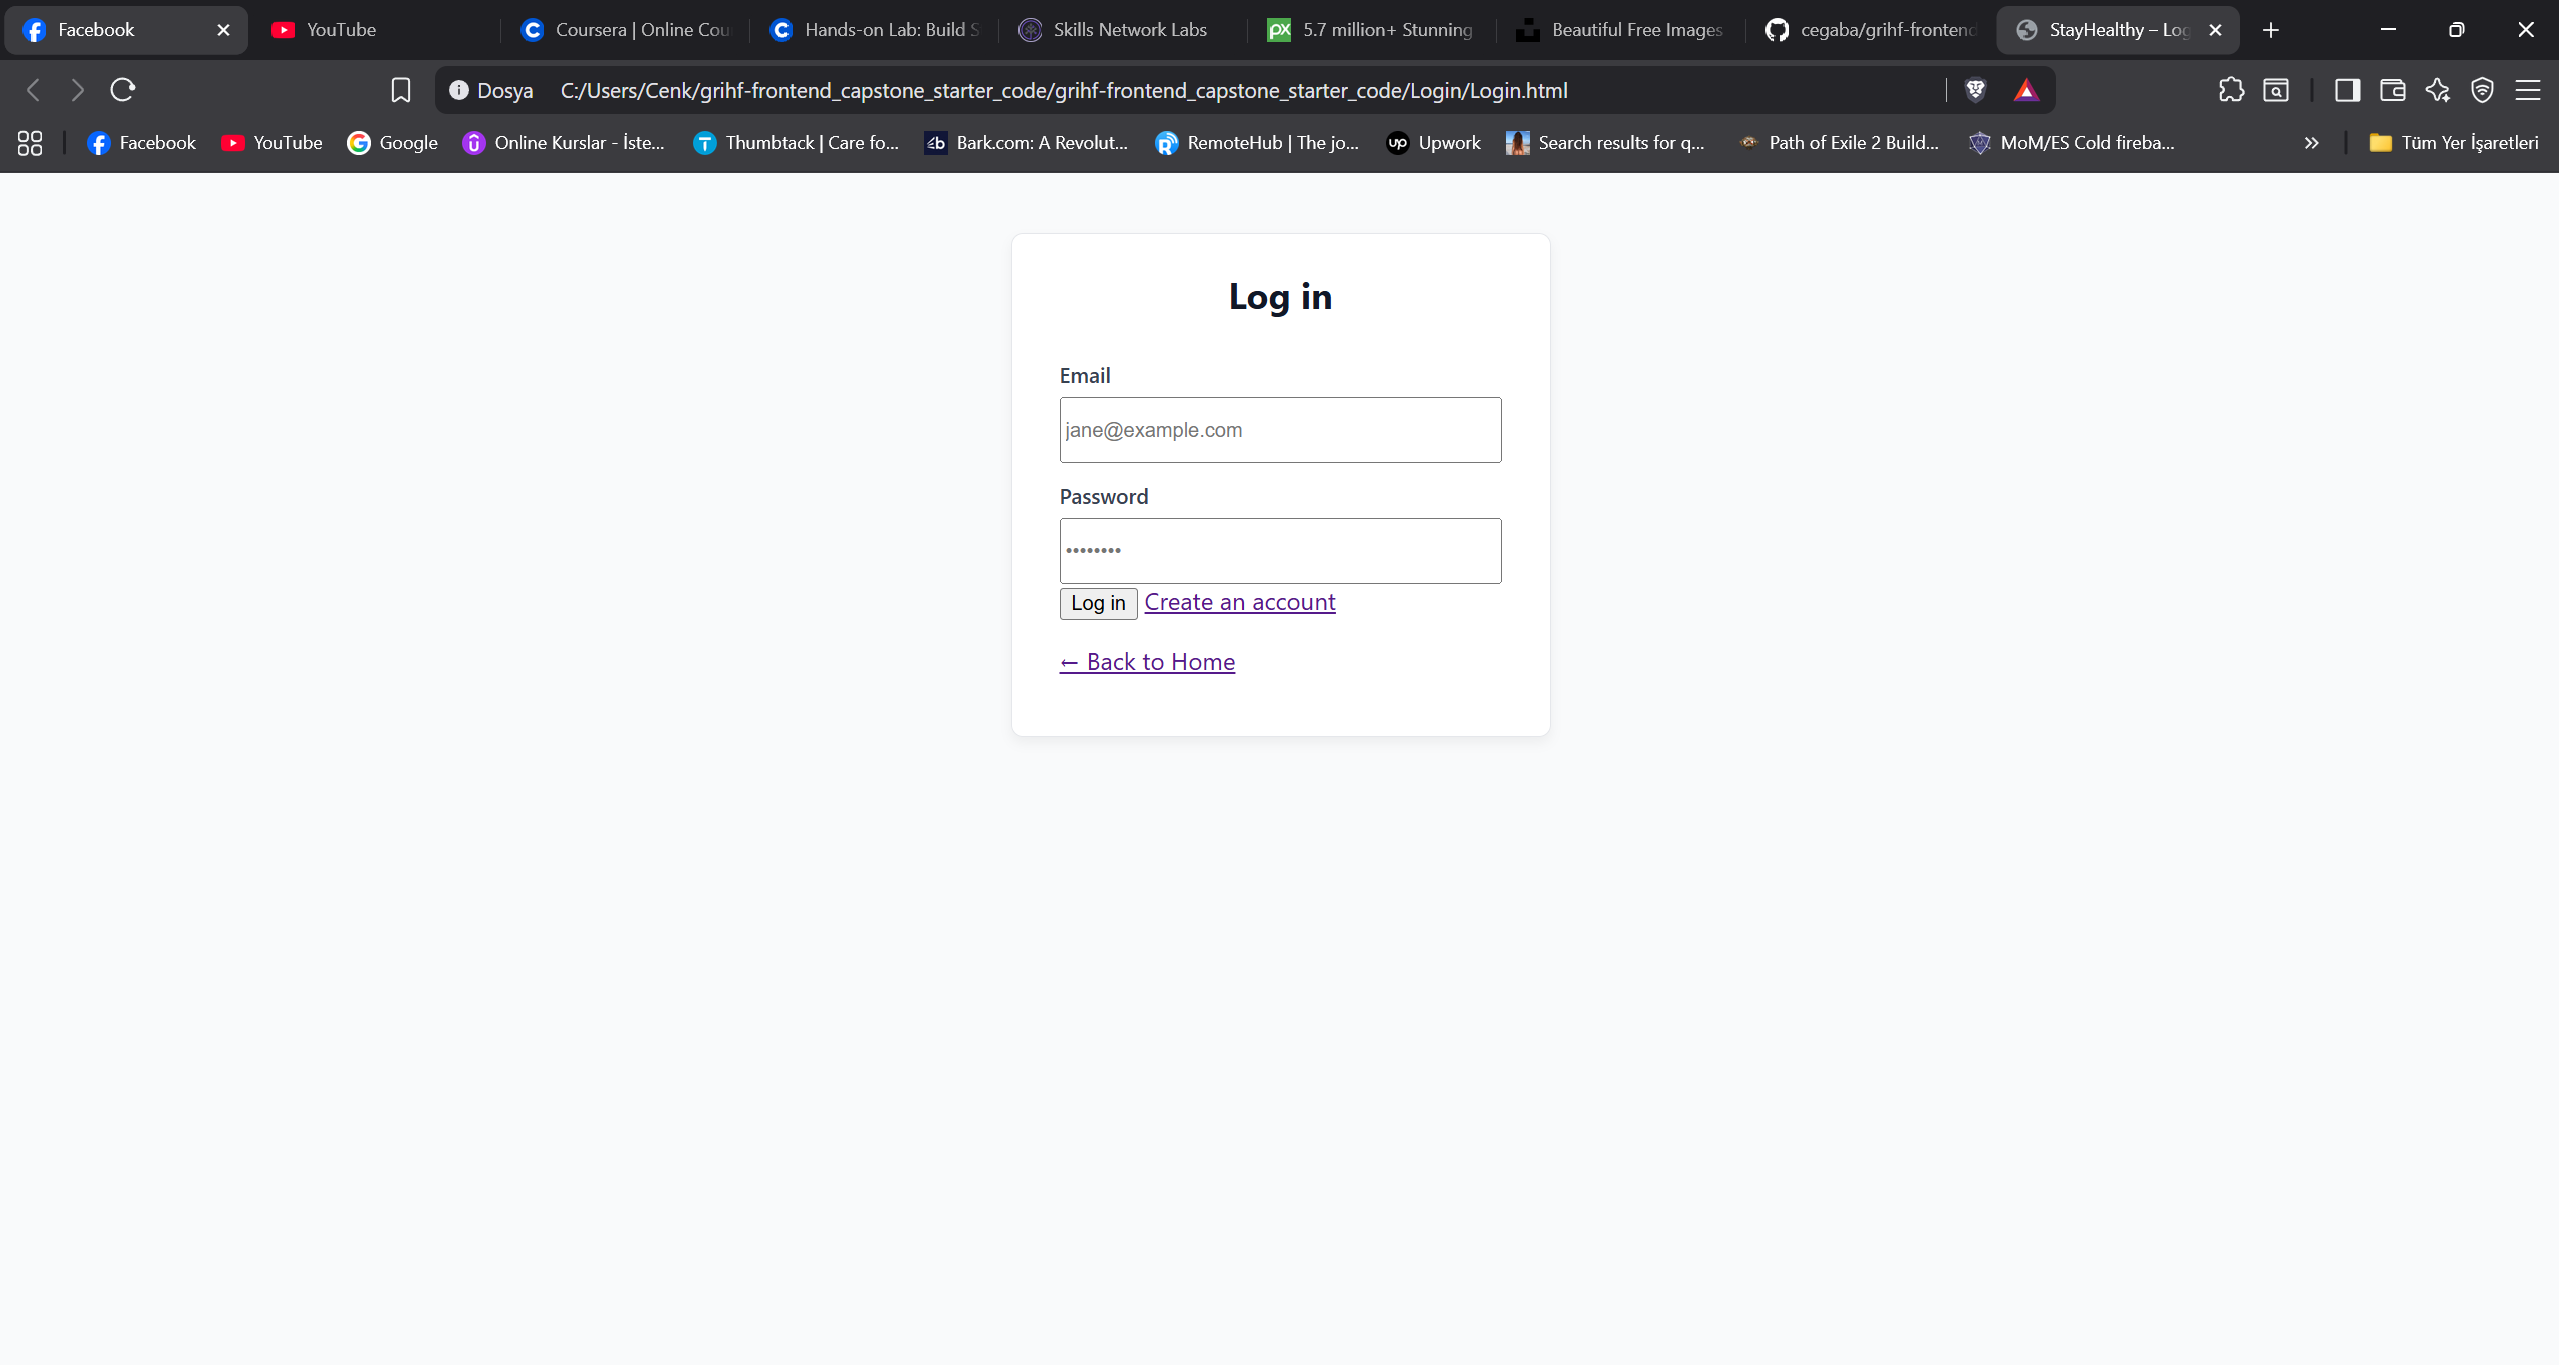 Facebook
YouTube
Coursera | Online Cou
Hands-on Lab: Build S
Skills Network Labs
5.7 million+ Stunning
Beautiful Free Images
cegaba/grihf-frontend
StayHealthy – Log
Dosya C:/Users/Cenk/grihf-frontend_capstone_starter_code/grihf-frontend_capstone_starter_code/Login/Login.html
Facebook
YouTube
Google
Online Kurslar - İste...
Thumbtack | Care fo...
Bark.com: A Revolut...
RemoteHub | The jo...
Upwork
Search results for q...
Path of Exile 2 Build...
MoM/ES Cold fireba...
Tüm Yer İşaretleri
Log in
Email
jane@example.com
Password
••••••••
Log in Create an account
← Back to Home